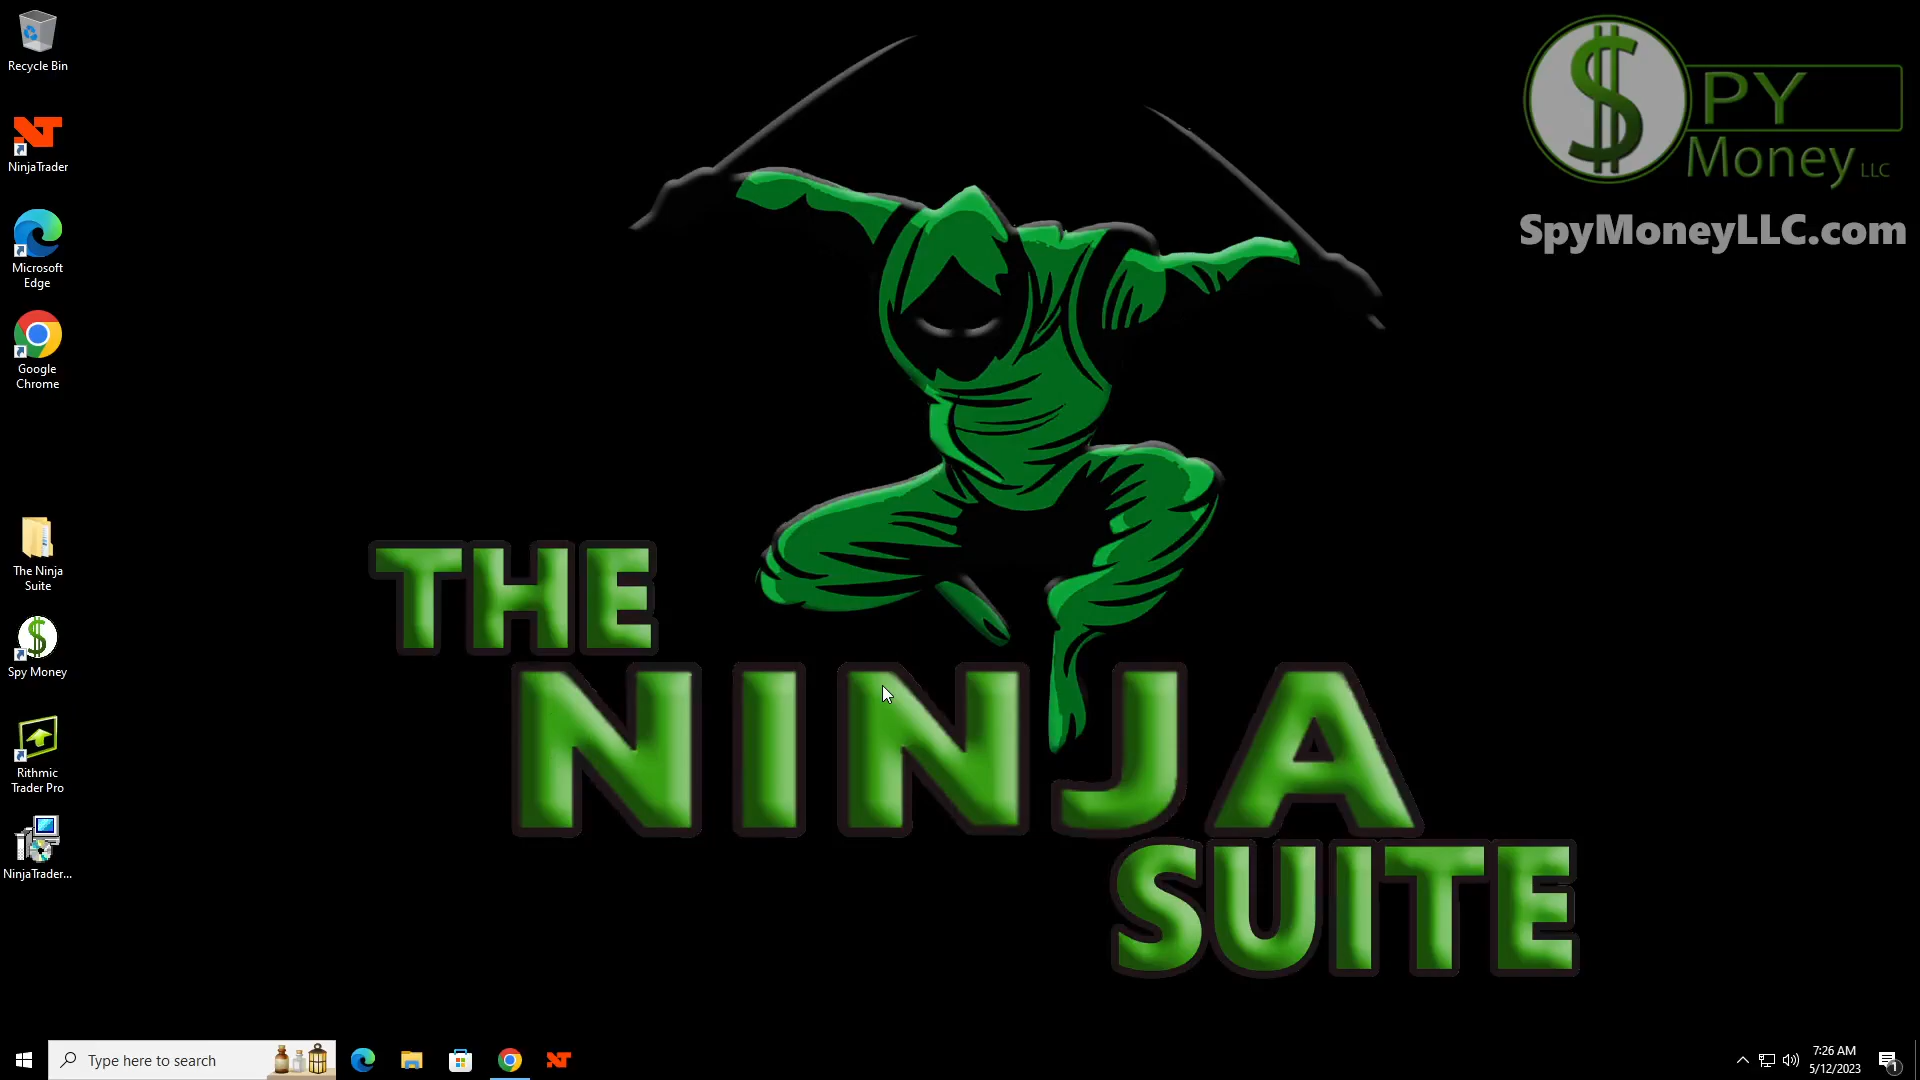 Recycle Bin
NinjaTrader
Microsoft
Edge
Google
Chrome
The Ninja
Suite
Spy Money
Rithmic
Trader Pro
NinjaTrader...
$PY
Money LLC
SpyMoneyLLC.com
THE
NINJA
SUITE
Type here to search
7:26 AM
5/12/2023
1